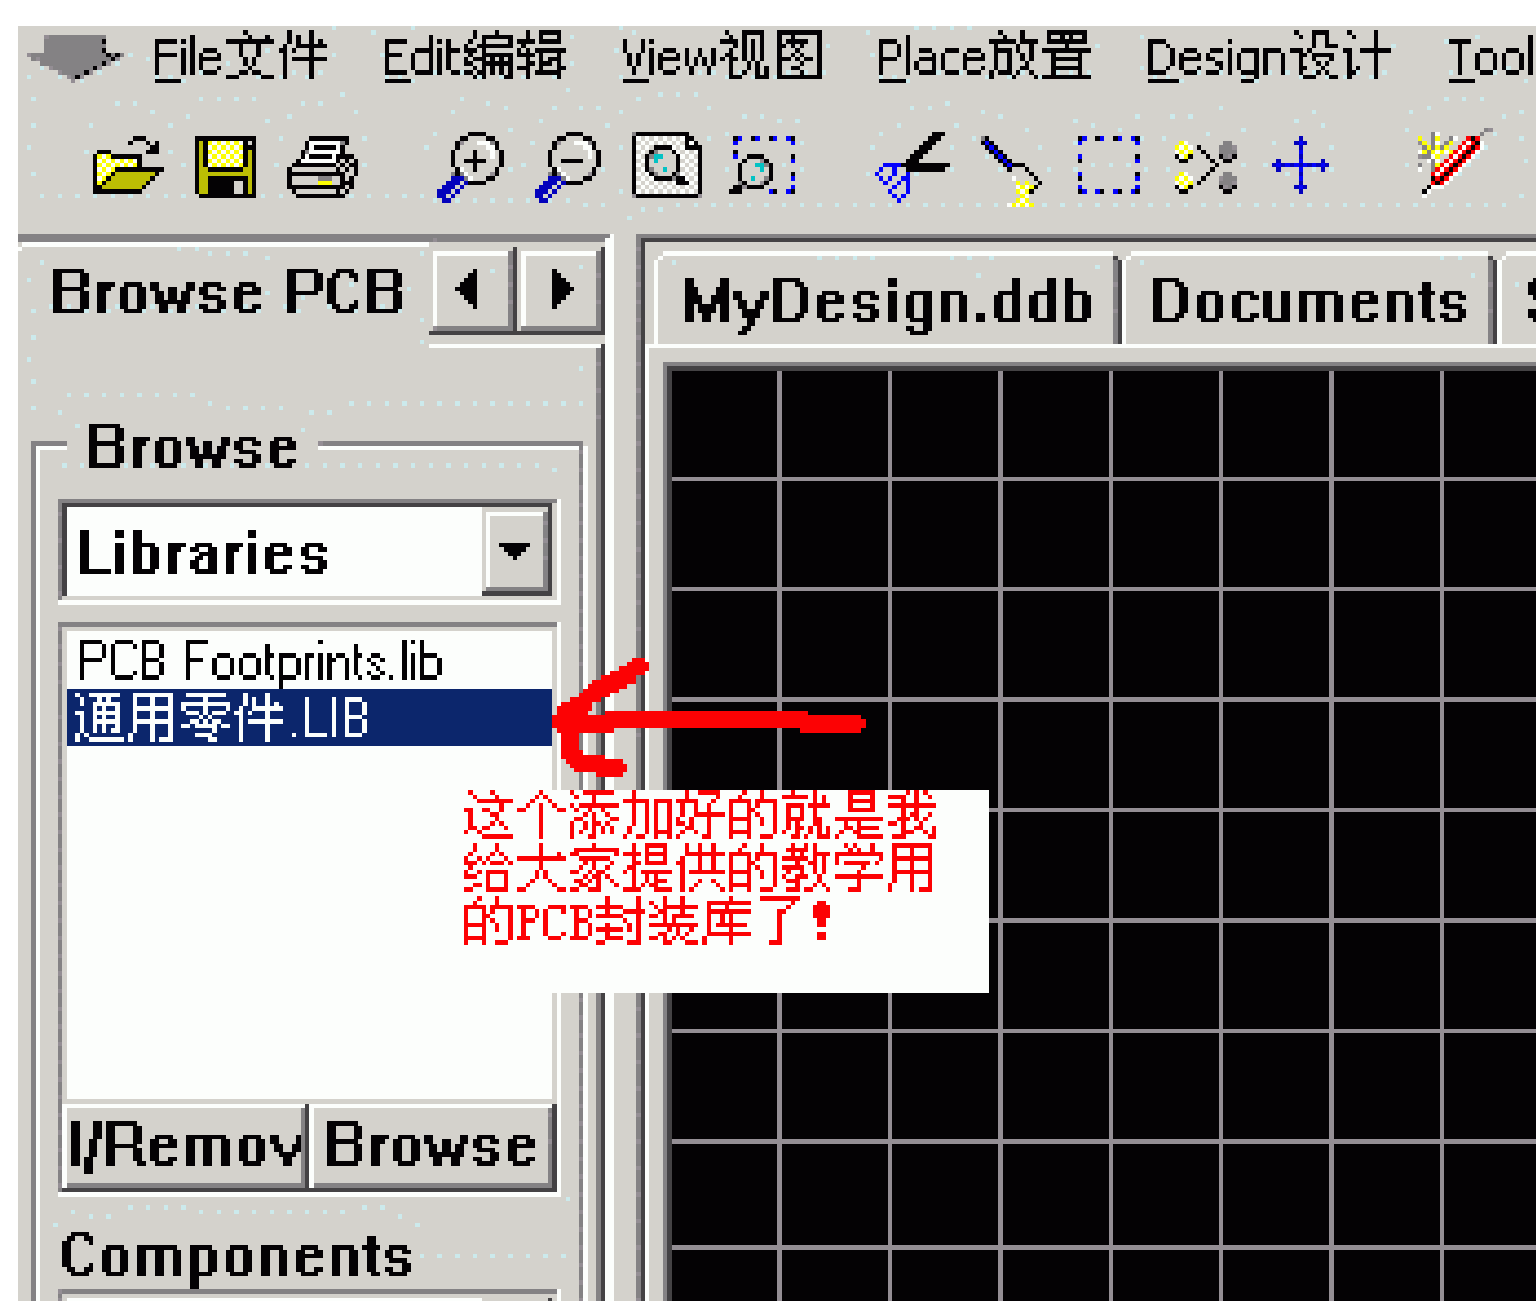 File文件 Edit编辑 View视图 Place放置 Design设计 Tool
Browse PCB
MyDesign.ddb Documents
Browse
Libraries
PCB Footprints.lib
通用零件.LIB
这个添加好的就是我
给大家提供的教学用
的PCB封装库了!
l/Remov Browse
Components